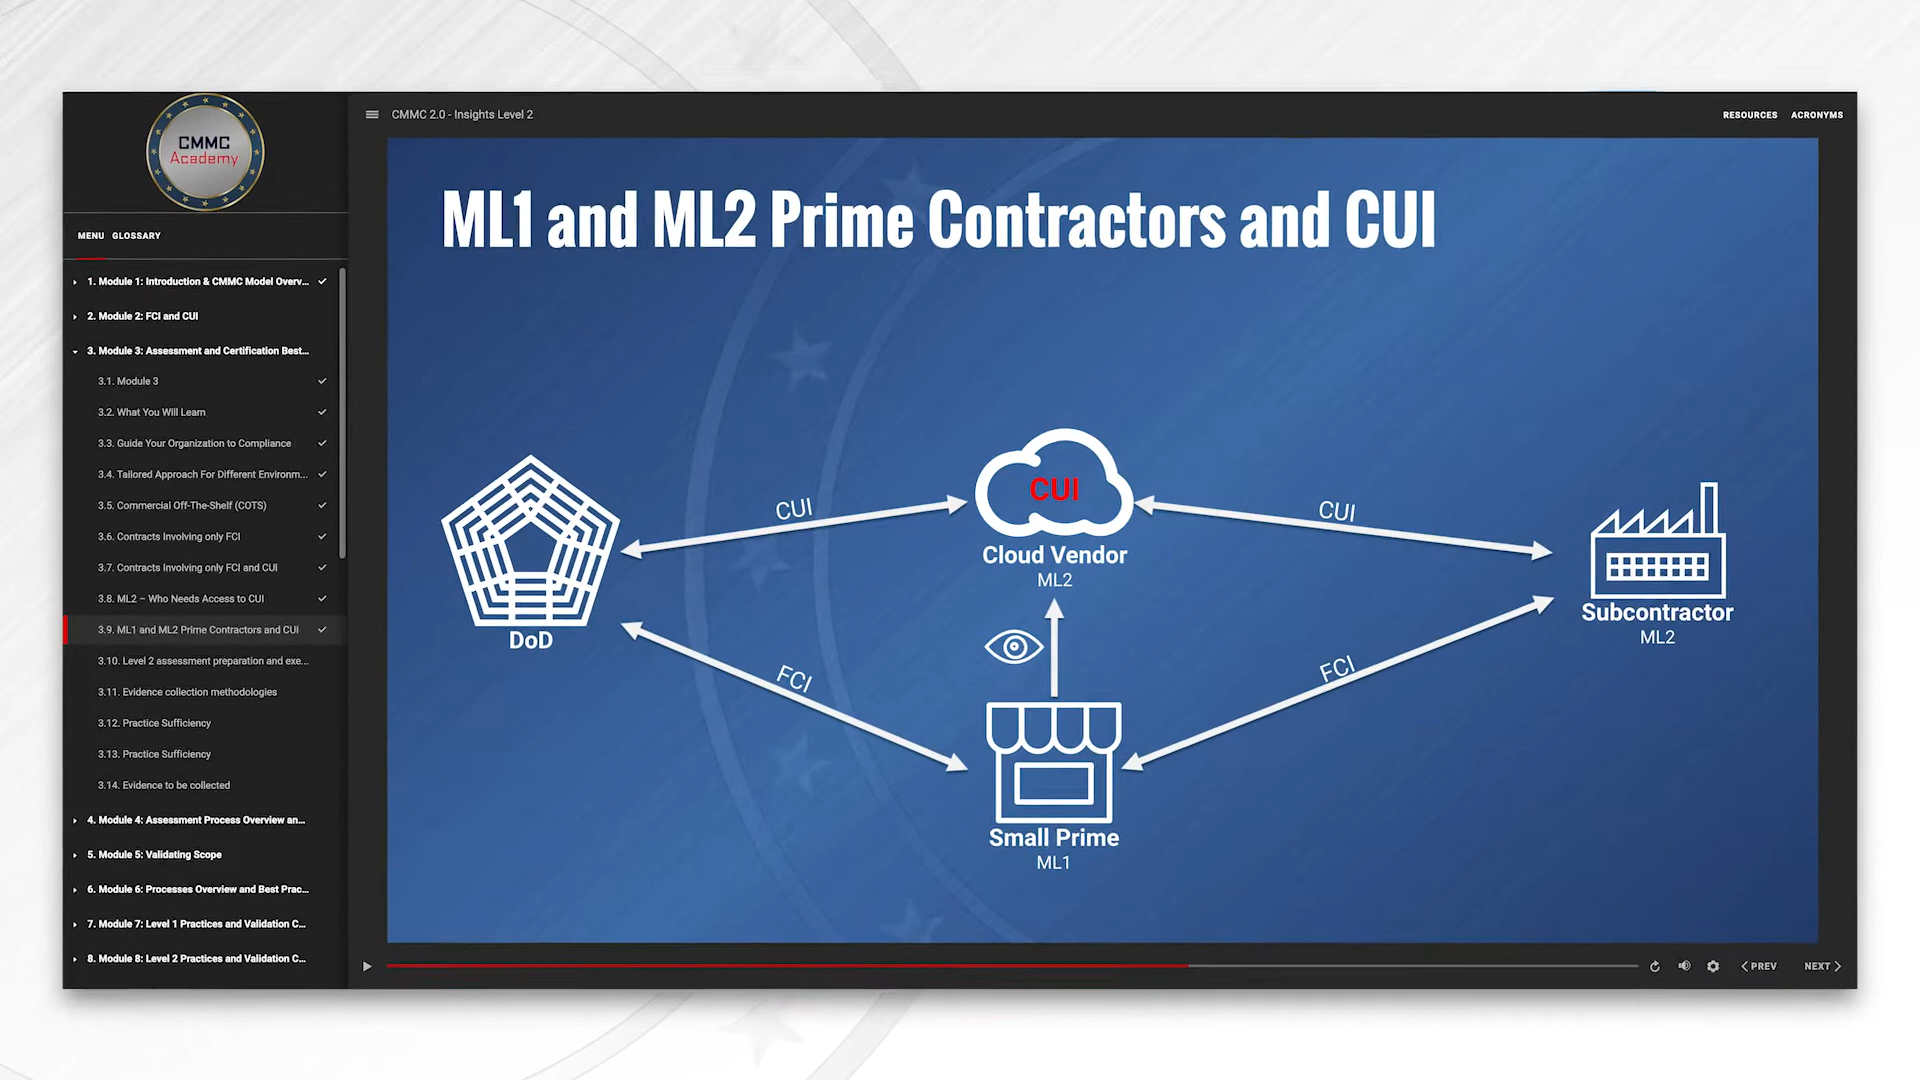 CMMC
Academy
CMMC 2.0 - Insights Level 2
RESOURCES
ACRONYMS
MENU
GLOSSARY
1. Module 1: Introduction & CMMC Model Overv...
2. Module 2: FCI and CUI
3. Module 3: Assessment and Certification Best...
3.1. Module 3
3.2. What You Will Learn
3.3. Guide Your Organization to Compliance
3.4. Tailored Approach For Different Environm...
3.5. Commercial Off-The-Shelf (COTS)
3.6. Contracts Involving only FCI
3.7. Contracts Involving only FCI and CUI
3.8. ML2 – Who Needs Access to CUI
3.9. ML1 and ML2 Prime Contractors and CUI
3.10. Level 2 assessment preparation and exe...
3.11. Evidence collection methodologies
3.12. Practice Sufficiency
3.13. Practice Sufficiency
3.14. Evidence to be collected
4. Module 4: Assessment Process Overview an...
5. Module 5: Validating Scope
6. Module 6: Processes Overview and Best Prac...
7. Module 7: Level 1 Practices and Validation C...
8. Module 8: Level 2 Practices and Validation C...
ML1 and ML2 Prime Contractors and CUI
DoD
CUI
CUI
Cloud Vendor
ML2
CUI
Subcontractor
ML2
FCI
FCI
Small Prime
ML1
PREV
NEXT